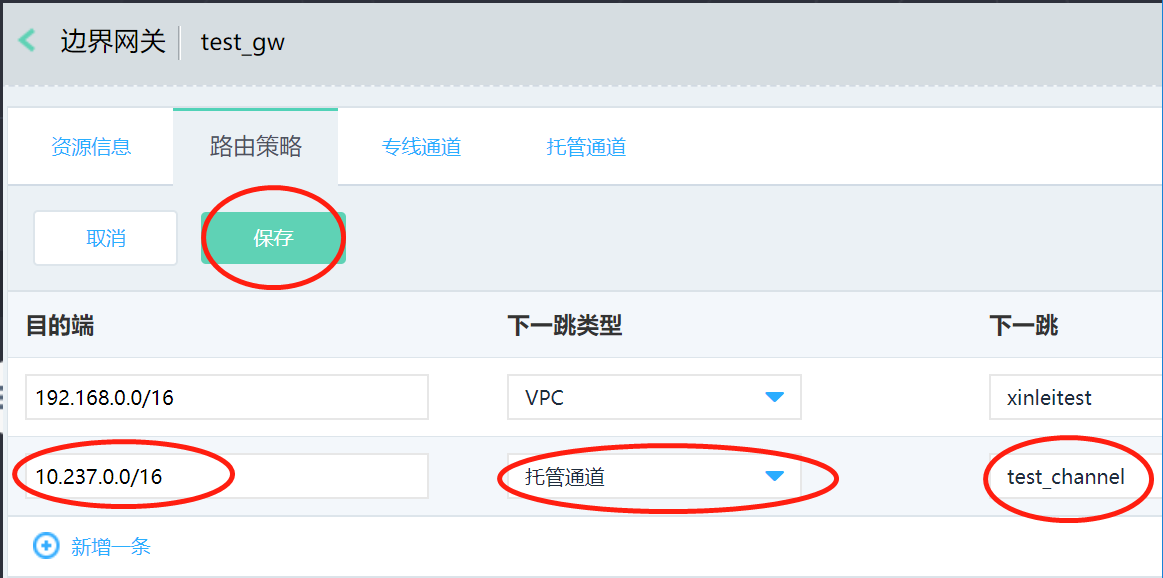 边界网关 test_gw
资源信息 路由策略 专线通道 托管通道
取消 保存
目的端 下一跳类型 下一跳
192.168.0.0/16 VPC xinleitest
10.237.0.0/16 托管通道 test_channel
新增一条